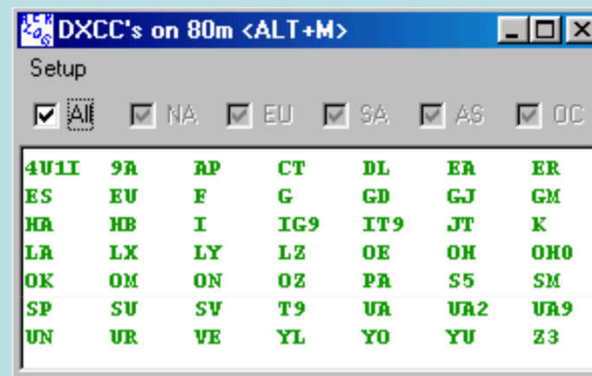 DXCC's on 80m <ALT+M>
Setup
All NA EU SA AS OC
4U1I 9A AP CT DL EA ER
ES EU F G GD GJ GM
HA HB I IG9 IT9 JT K
LA LX LY LZ OE OH OH0
OK OM ON OZ PA S5 SM
SP SU SV T9 UA UA2 UA9
UN UR VE YL YO YU Z3